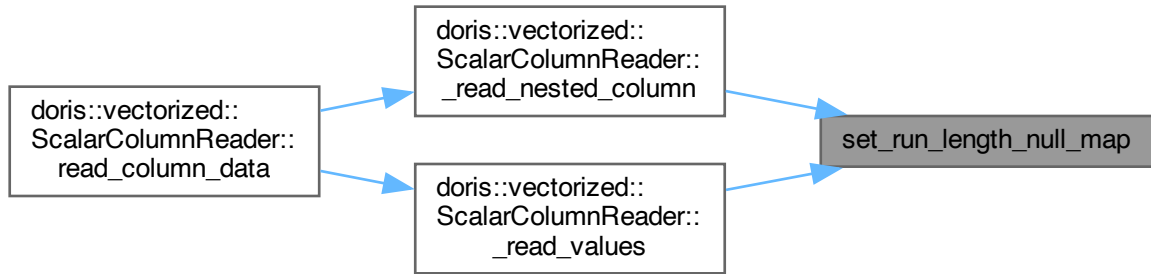 doris::vectorized::
ScalarColumnReader::
read_column_data
doris::vectorized::
ScalarColumnReader::
_read_nested_column
doris::vectorized::
ScalarColumnReader::
_read_values
set_run_length_null_map